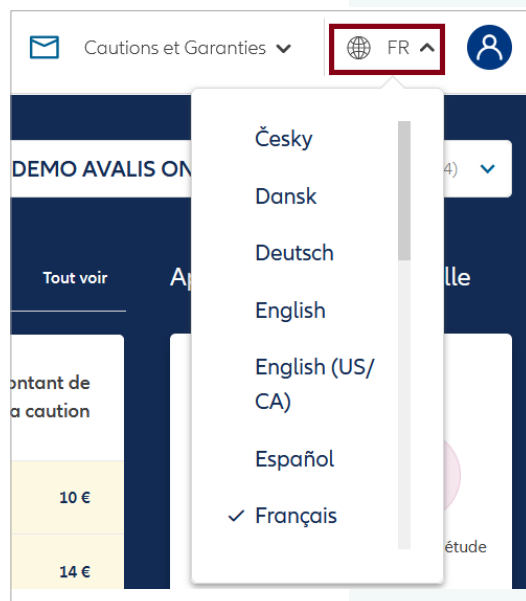 Cautions et Garanties
FR
DEMO AVALIS ON
4)
Česky
Dansk
Deutsch
English
English (US/
CA)
Español
Français
Tout voir
lle
ontant de
a caution
10 €
14 €
étude